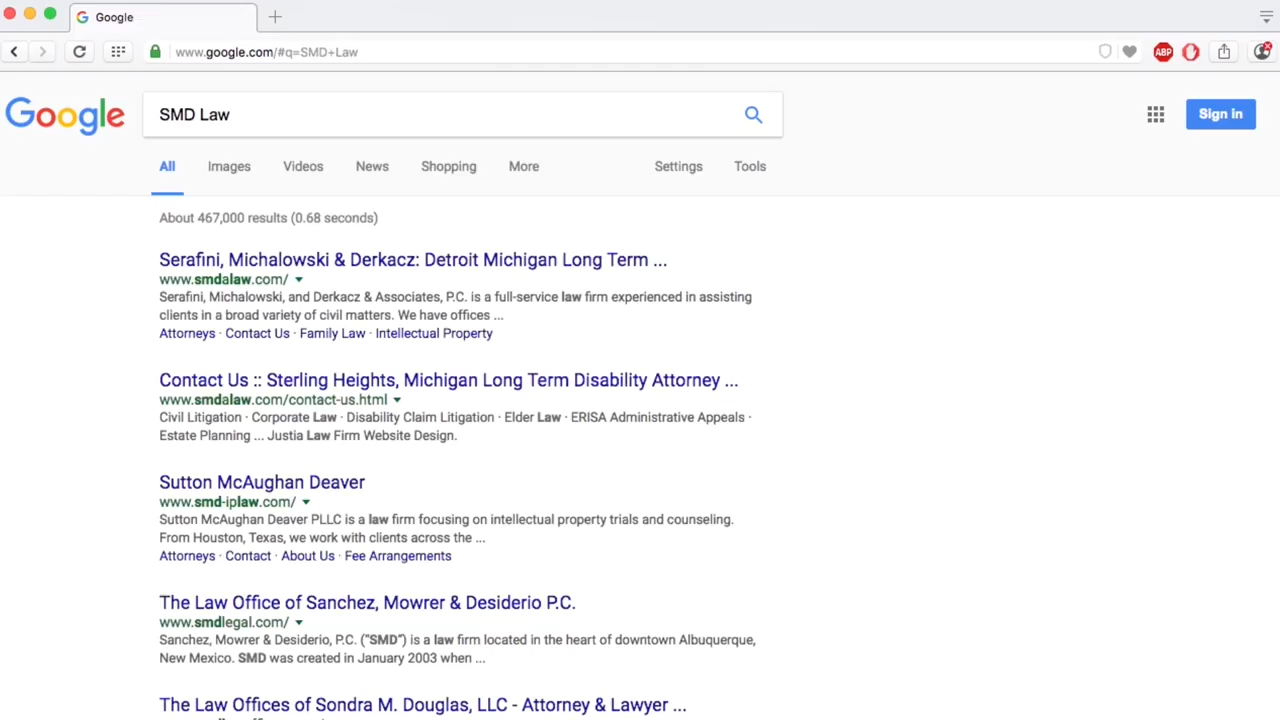 Google
www.google.com/#q=SMD+Law
ABP
Google
SMD Law
Sign in
All Images Videos News Shopping More Settings Tools
About 467,000 results (0.68 seconds)
Serafini, Michalowski & Derkacz: Detroit Michigan Long Term ...
www.smdalaw.com/
Serafini, Michalowski, and Derkacz & Associates, P.C. is a full-service law firm experienced in assisting
clients in a broad variety of civil matters. We have offices ...
Attorneys · Contact Us · Family Law · Intellectual Property
Contact Us :: Sterling Heights, Michigan Long Term Disability Attorney ...
www.smdalaw.com/contact-us.html
Civil Litigation · Corporate Law · Disability Claim Litigation · Elder Law · ERISA Administrative Appeals ·
Estate Planning ... Justia Law Firm Website Design.
Sutton McAughan Deaver
www.smd-iplaw.com/
Sutton McAughan Deaver PLLC is a law firm focusing on intellectual property trials and counseling.
From Houston, Texas, we work with clients across the ...
Attorneys · Contact · About Us · Fee Arrangements
The Law Office of Sanchez, Mowrer & Desiderio P.C.
www.smdlegal.com/
Sanchez, Mowrer & Desiderio, P.C. ("SMD") is a law firm located in the heart of downtown Albuquerque,
New Mexico. SMD was created in January 2003 when ...
The Law Offices of Sondra M. Douglas, LLC - Attorney & Lawyer ...